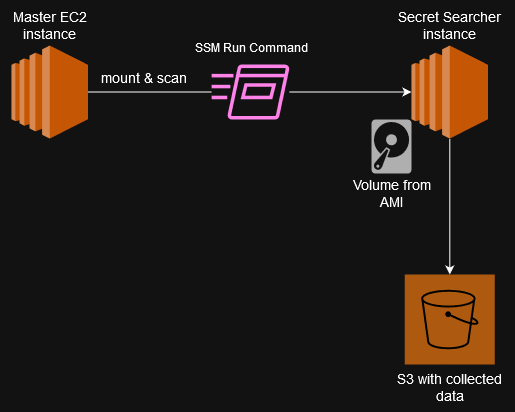 Master EC2
instance
SSM Run Command
Secret Searcher
instance
mount & scan
Volume from
AMI
S3 with collected
data